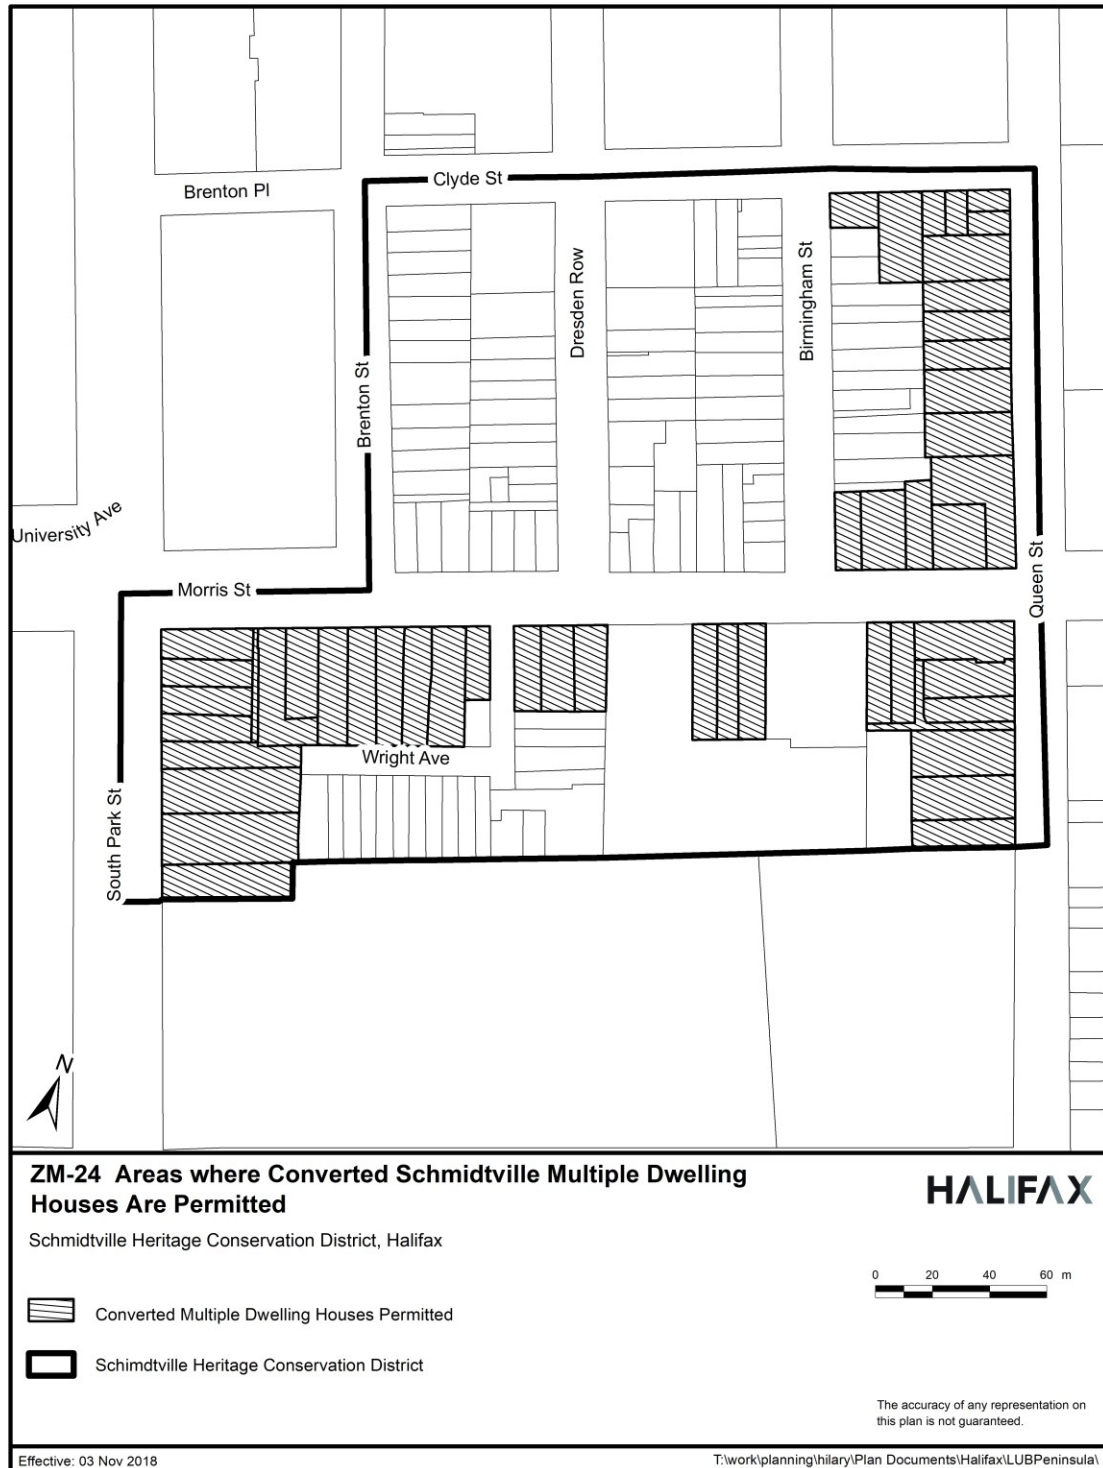 Brenton Pl
Clyde St
Dresden Row
Birmingham St
Brenton St
University Ave
Morris St
Queen St
Wright Ave
South Park St
N
ZM-24 Areas where Converted Schmidtville Multiple Dwelling
Houses Are Permitted
HALIFAX
Schmidtville Heritage Conservation District, Halifax
0 20 40 60 m
Converted Multiple Dwelling Houses Permitted
Schimdtville Heritage Conservation District
The accuracy of any representation on
this plan is not guaranteed.
Effective: 03 Nov 2018
T:\work\planning\hilary\Plan Documents\Halifax\LUBPeninsula\